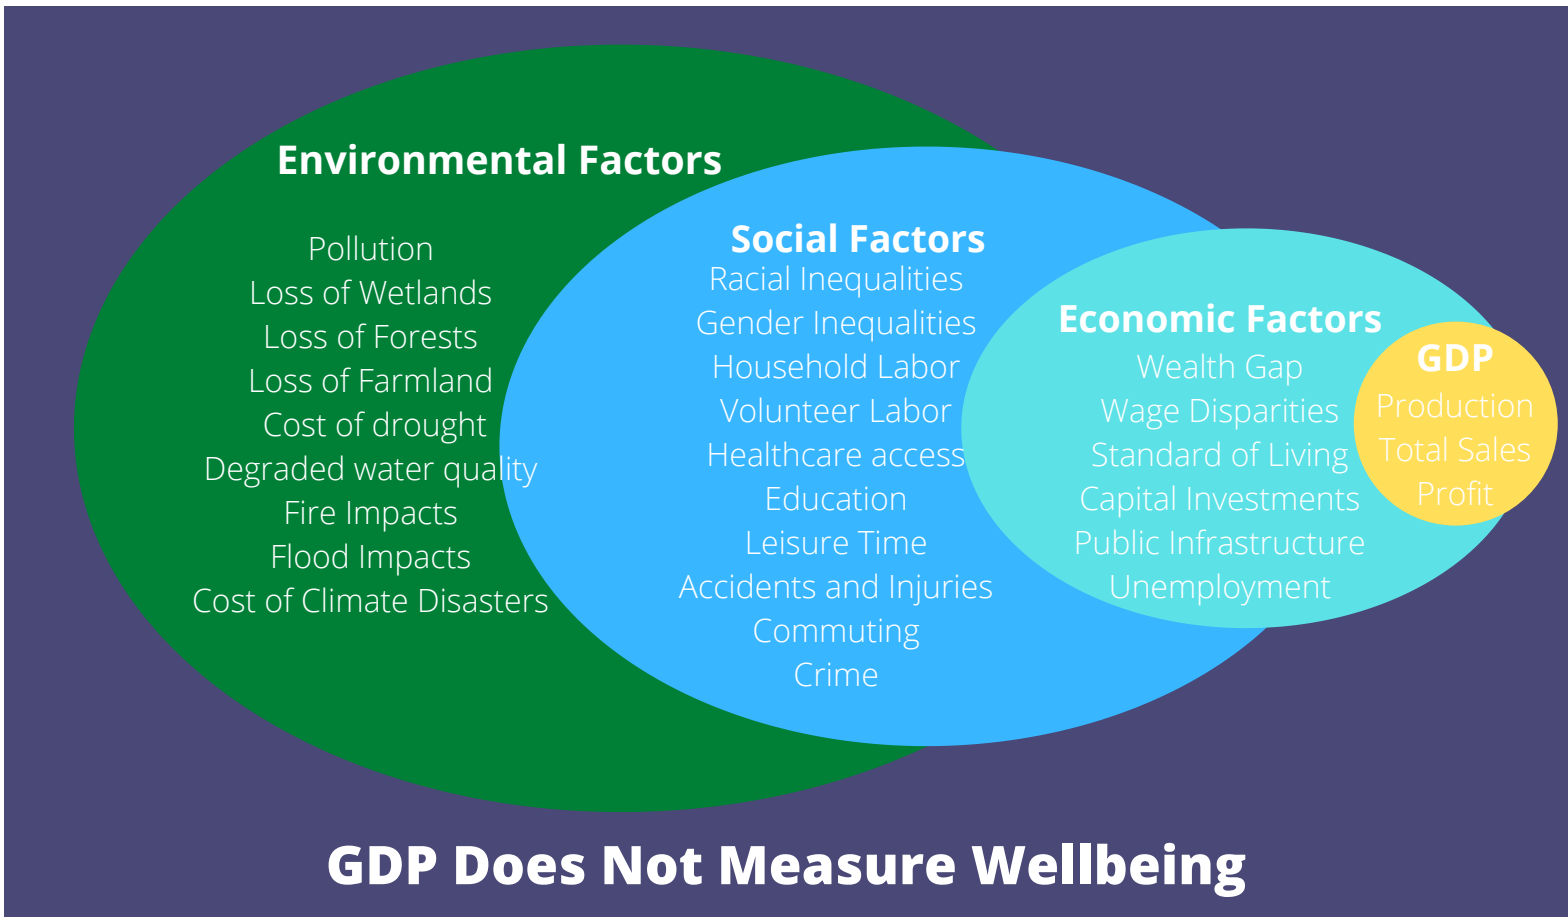 Environmental Factors
Pollution
Loss of Wetlands
Loss of Forests
Loss of Farmland
Cost of drought
Degraded water quality
Fire Impacts
Flood Impacts
Cost of Climate Disasters
Social Factors
Racial Inequalities
Gender Inequalities
Household Labor
Volunteer Labor
Healthcare access
Education
Leisure Time
Accidents and Injuries
Commuting
Crime
Economic Factors
Wealth Gap
Wage Disparities
Standard of Living
Capital Investments
Public Infrastructure
Unemployment
GDP
Production
Total Sales
Profit
GDP Does Not Measure Wellbeing